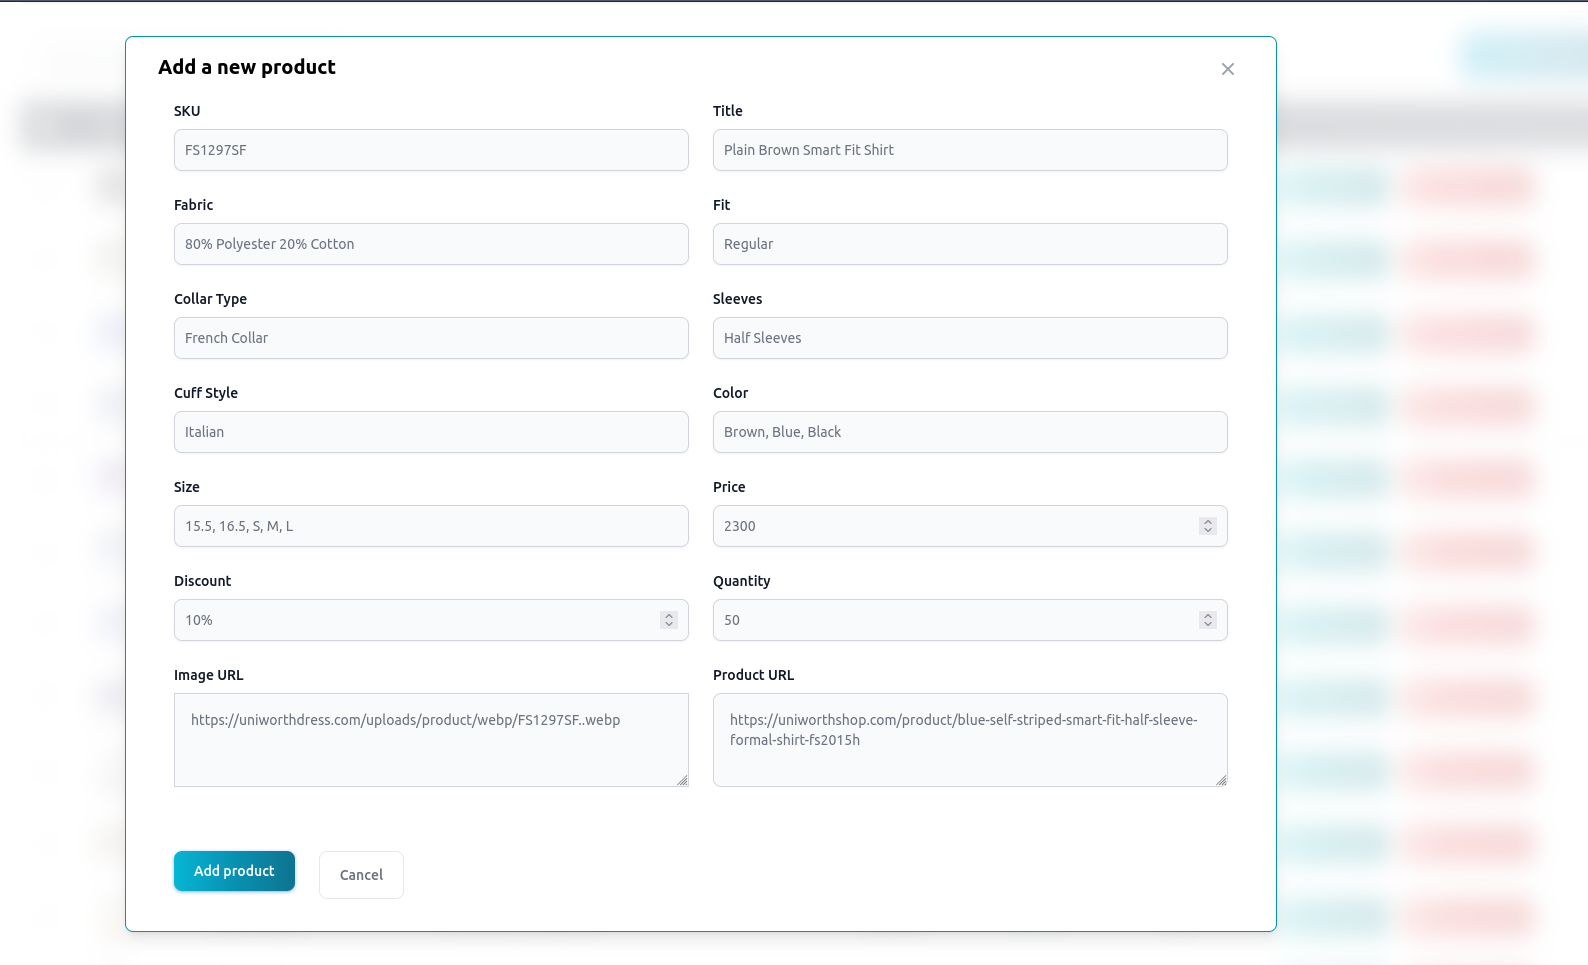 Add a new product
SKU
Title
FS1297SF
Plain Brown Smart Fit Shirt
Fabric
Fit
80% Polyester 20% Cotton
Regular
Collar Type
Sleeves
French Collar
Half Sleeves
Cuff Style
Color
Italian
Brown, Blue, Black
Size
Price
15.5, 16.5, S, M, L
2300
Discount
Quantity
10%
50
Image URL
Product URL
https://uniworthdress.com/uploads/product/webp/FS1297SF..webp
https://uniworthshop.com/product/blue-self-striped-smart-fit-half-sleeve-
formal-shirt-fs2015h
Add product
Cancel